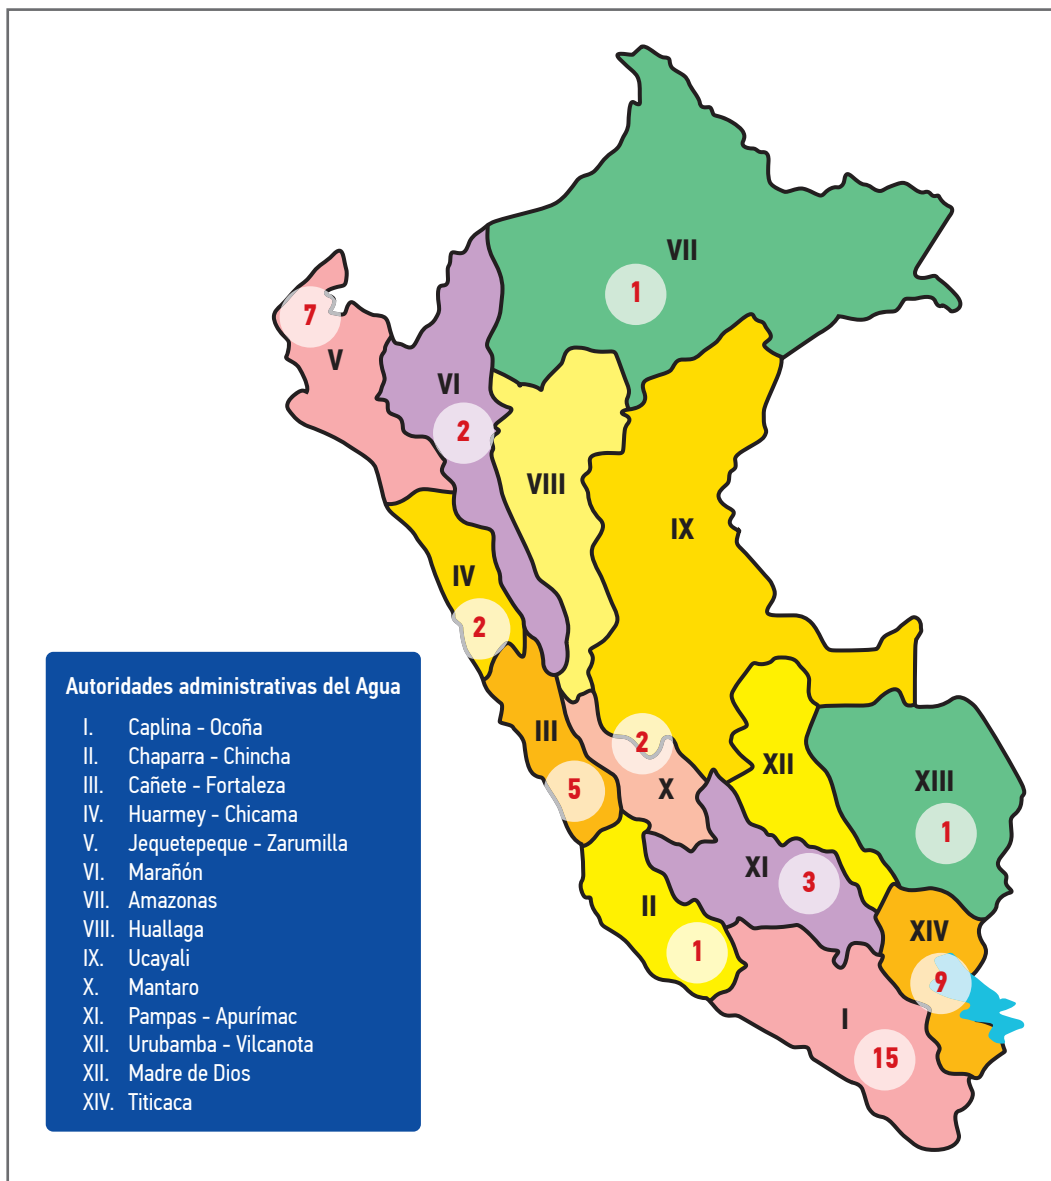 VII
1
7
V
VI
2
VIII
IX
IV
2
Autoridades administrativas del Agua
I. Caplina - Ocoña
II. Chaparra - Chincha
III. Cañete - Fortaleza
IV. Huarmey - Chicama
V. Jequetepeque - Zarumilla
VI. Marañón
VII. Amazonas
VIII. Huallaga
IX. Ucayali
X. Mantaro
XI. Pampas - Apurímac
XII. Urubamba - Vilcanota
XII. Madre de Dios
XIV. Titicaca
III
5
2
X
XII
XIII
1
XI
3
II
1
XIV
9
I
15